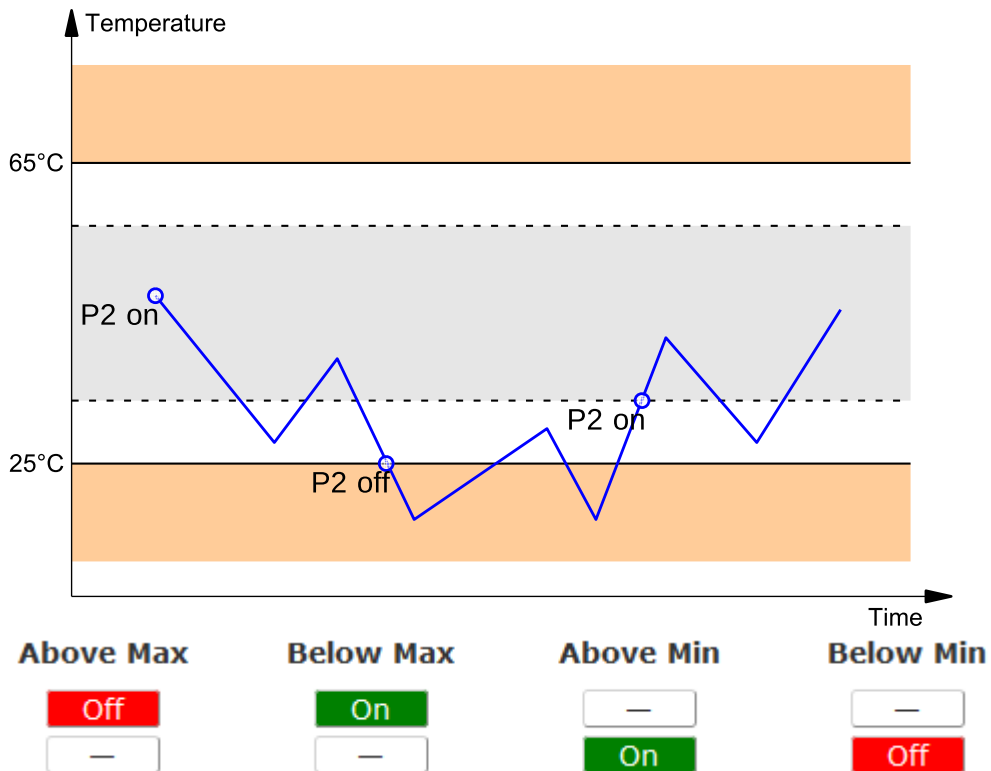 Temperature
65°C
P2 on
P2 on
25°C
P2 off
Time
Above Max Below Max Above Min Below Min
Off On — —
— — On Off